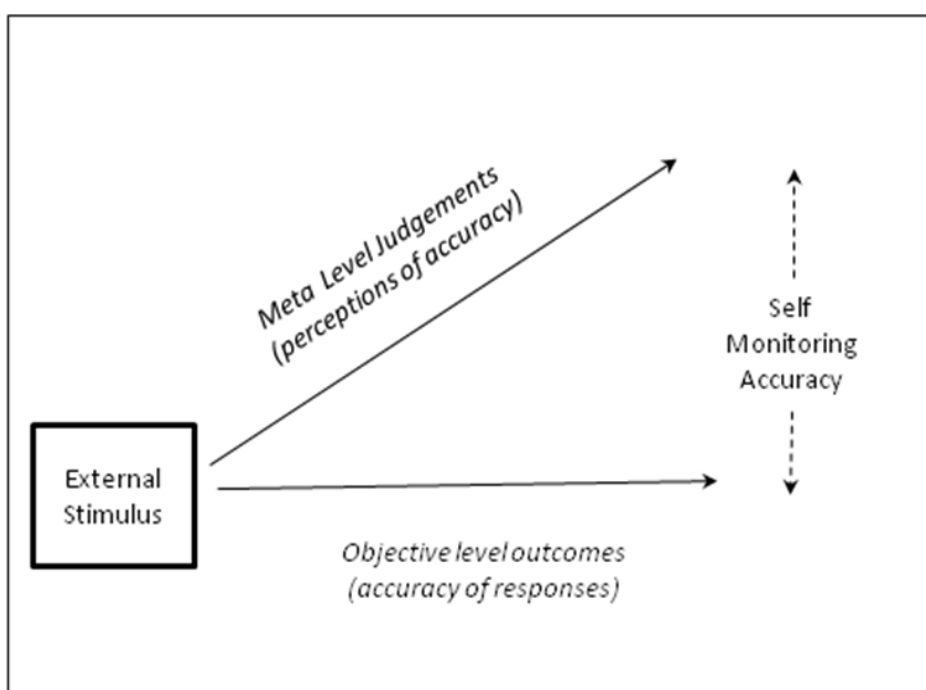 Meta Level Judgements
(perceptions of accuracy)
Self
Monitoring
Accuracy
External
Stimulus
Objective level outcomes
(accuracy of responses)